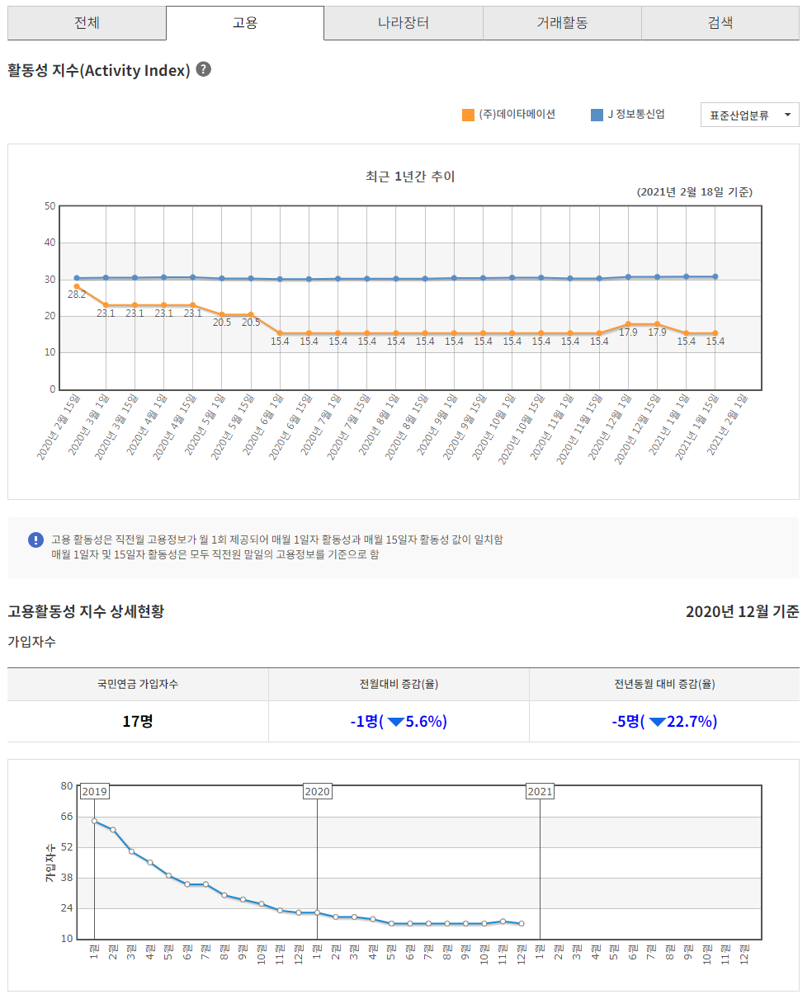 전체 고용 나라장터 거래활동 검색
활동성 지수(Activity Index) ?
(주)데이타메이션 J 정보통신업 표준산업분류
최근 1년간 추이
(2021년 2월 18일 기준)
50
40
30
20
10
0
28.2 23.1 23.1 23.1 23.1 20.5 20.5 15.4 15.4 15.4 15.4 15.4 15.4 15.4 15.4 15.4 15.4 15.4 15.4 17.9 17.9 15.4 15.4
2020년 2월 15일 2020년 3월 1일 2020년 3월 15일 2020년 4월 1일 2020년 4월 15일 2020년 5월 1일 2020년 5월 15일 2020년 6월 1일 2020년 6월 15일 2020년 7월 1일 2020년 7월 15일 2020년 8월 1일 2020년 8월 15일 2020년 9월 1일 2020년 9월 15일 2020년 10월 1일 2020년 10월 15일 2020년 11월 1일 2020년 11월 15일 2020년 12월 1일 2020년 12월 15일 2021년 1월 1일 2021년 1월 15일 2021년 2월 1일
고용 활동성은 직전월 고용정보가 월 1회 제공되어 매월 1일자 활동성과 매월 15일자 활동성 값이 일치함
매월 1일자 및 15일자 활동성은 모두 직전원 말일의 고용정보를 기준으로 함
고용활동성 지수 상세현황 2020년 12월 기준
가입자수
국민연금 가입자수 전월대비 증감(율) 전년동월 대비 증감(율)
17명 -1명(▼5.6%) -5명(▼22.7%)
가입자수
80
66
52
38
24
10
2019 2020 2021
1월 2월 3월 4월 5월 6월 7월 8월 9월 10월 11월 12월 1월 2월 3월 4월 5월 6월 7월 8월 9월 10월 11월 12월 1월 2월 3월 4월 5월 6월 7월 8월 9월 10월 11월 12월